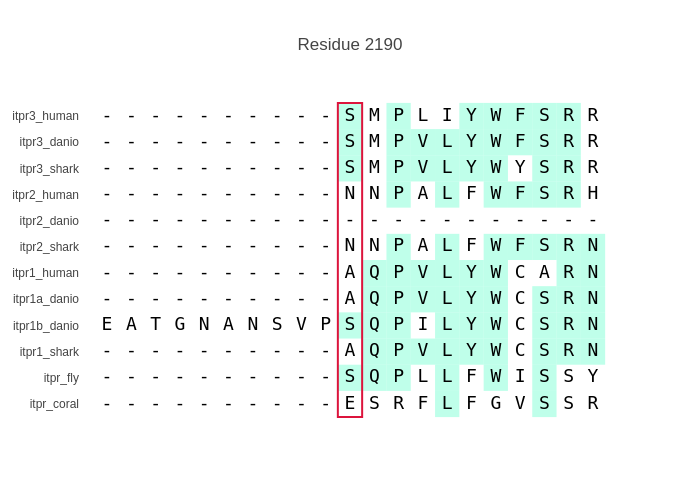 Residue 2190
itpr3_human - - - - - - - - - - S M P L I Y W F S R R
itpr3_danio - - - - - - - - - - S M P V L Y W F S R R
itpr3_shark - - - - - - - - - - S M P V L Y W Y S R R
itpr2_human - - - - - - - - - - N N P A L F W F S R H
itpr2_danio - - - - - - - - - - - - - - - - - - - - -
itpr2_shark - - - - - - - - - - N N P A L F W F S R N
itpr1_human - - - - - - - - - - A Q P V L Y W C A R N
itpr1a_danio - - - - - - - - - - A Q P V L Y W C S R N
itpr1b_danio E A T G N A N S V P S Q P I L Y W C S R N
itpr1_shark - - - - - - - - - - A Q P V L Y W C S R N
itpr_fly - - - - - - - - - - S Q P L L F W I S S Y
itpr_coral - - - - - - - - - - E S R F L F G V S S R